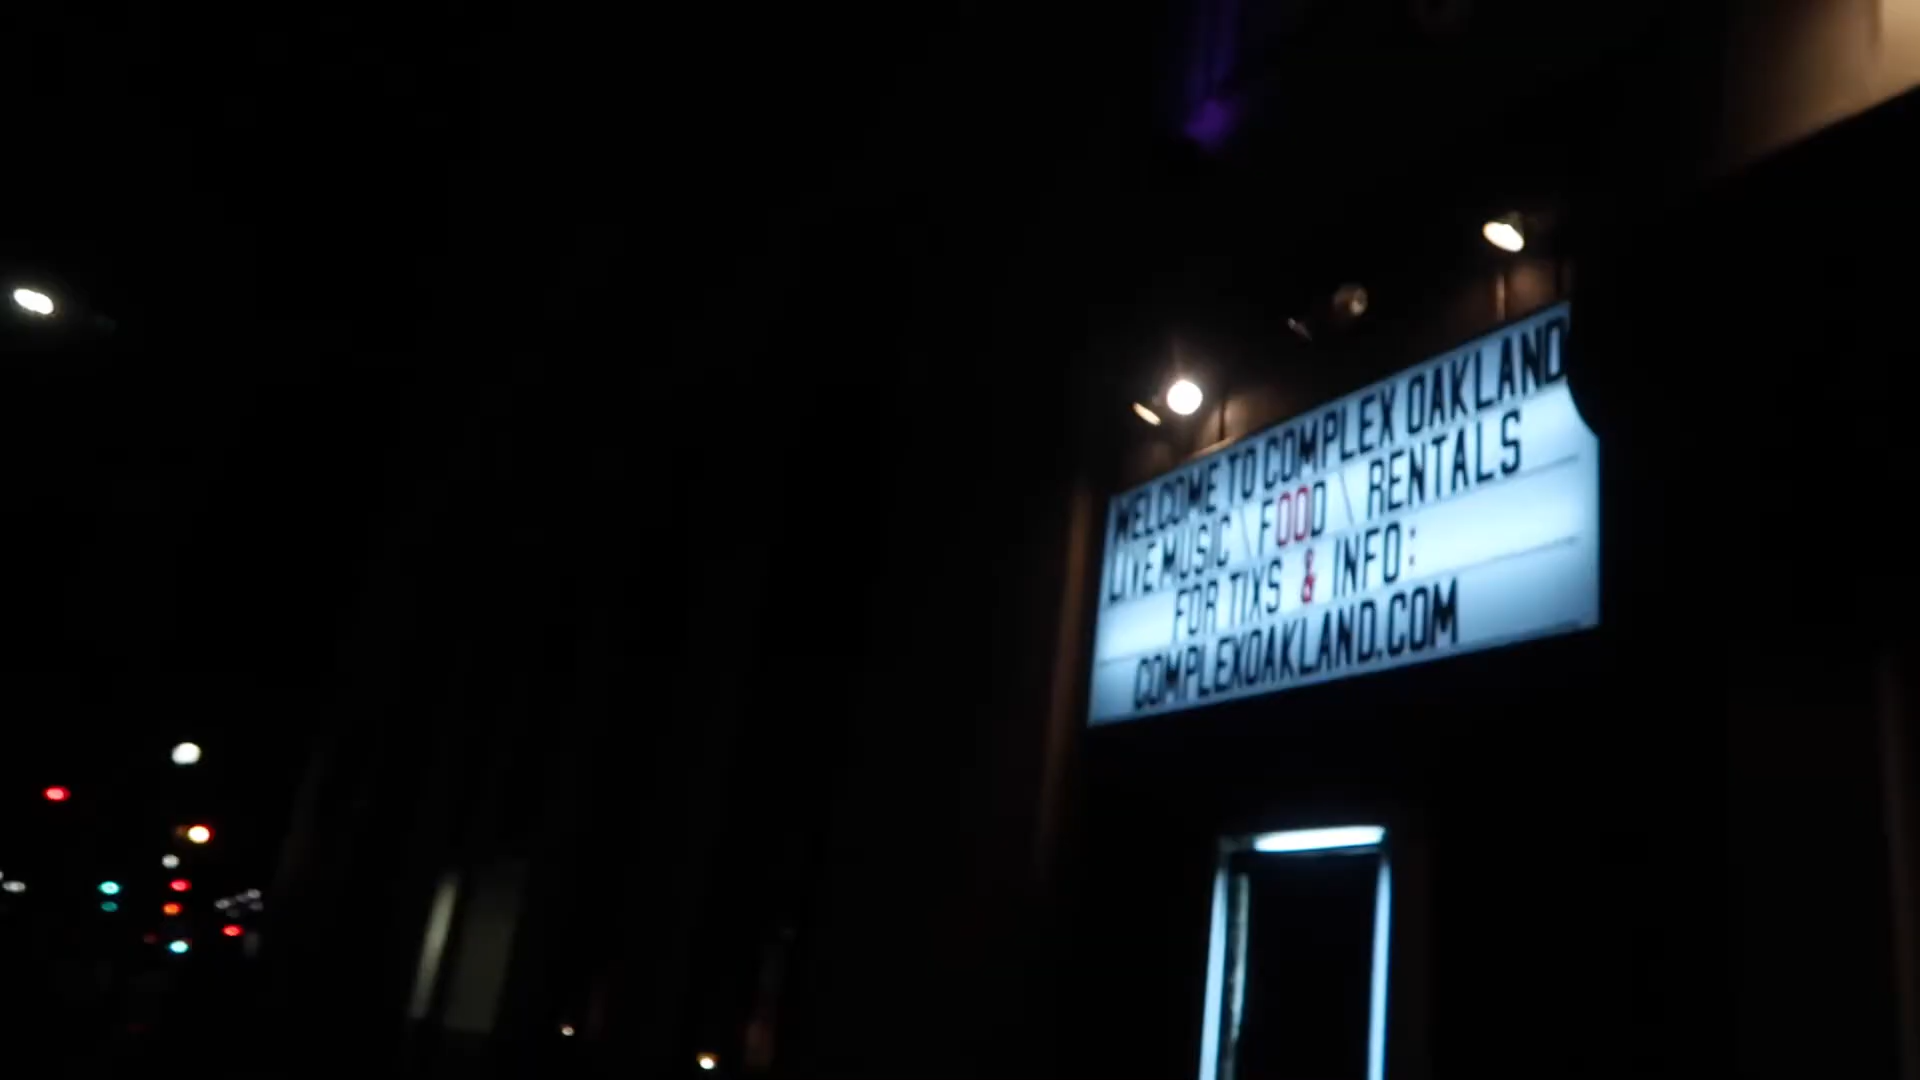 WELCOME TO COMPLEX OAKLAND
LIVE MUSIC \ FOOD \ RENTALS
FOR TIXS & INFO:
COMPLEXOAKLAND.COM